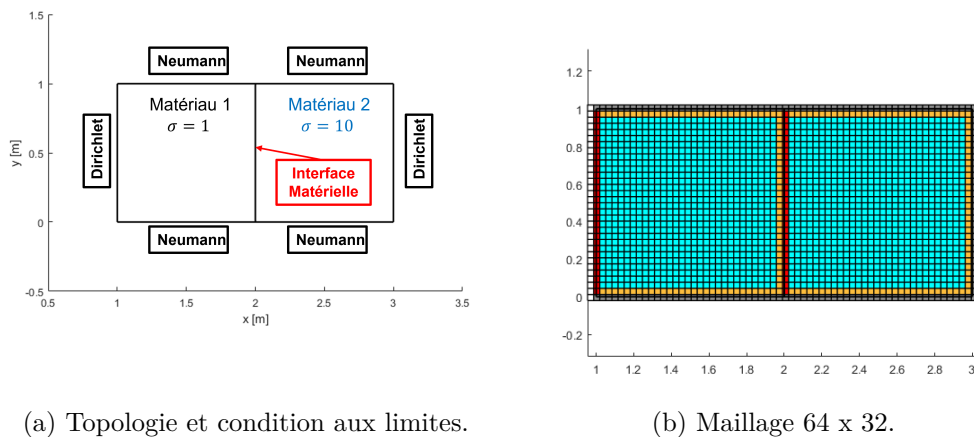 1.5
1
0.5
0
-0.5
y [m]
0.5
1
1.5
2
2.5
3
3.5
x [m]
Neumann
Neumann
Dirichlet
Matériau 1
σ = 1
Matériau 2
σ = 10
Dirichlet
Interface
Matérielle
Neumann
Neumann
1.2
1
0.8
0.6
0.4
0.2
0
-0.2
1
1.2
1.4
1.6
1.8
2
2.2
2.4
2.6
2.8
3
(a) Topologie et condition aux limites.
(b) Maillage 64 x 32.